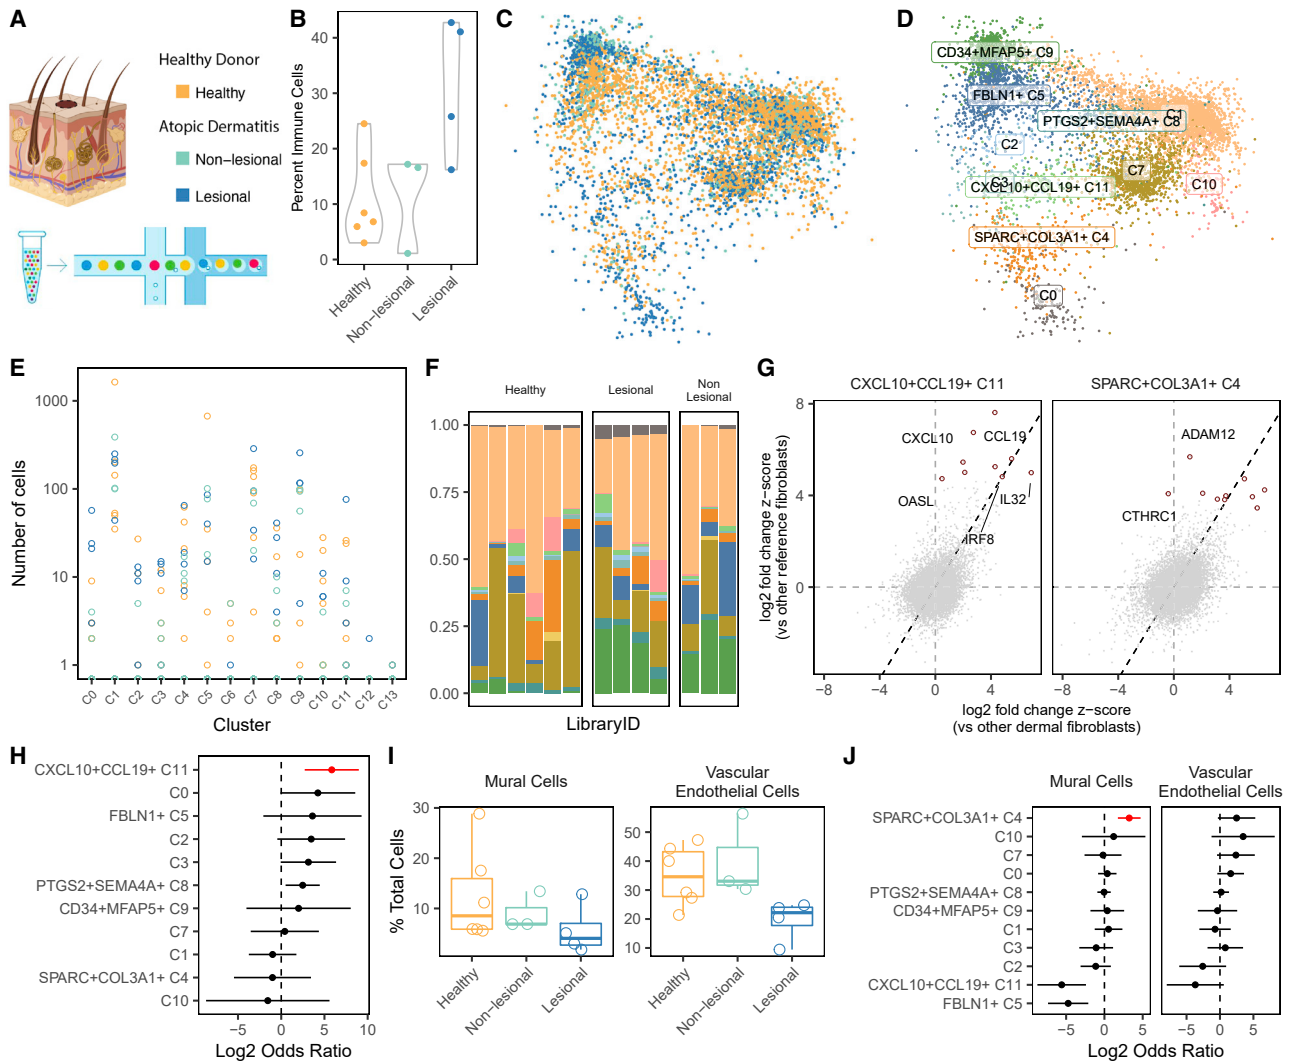 A
Healthy Donor
Healthy
Atopic Dermatitis
Non-lesional
Lesional
B
Percent Immune Cells
40
30
20
10
0
Healthy
Non-lesional
Lesional
C
D
CD34+MFAP5+ C9
FBLN1+ C5
C1
PTGS2+SEMA4A+ C8
C2
C7
C3
CXCL10+CCL19+ C11
C10
SPARC+COL3A1+ C4
C0
E
Number of cells
1000
100
10
1
C0
C1
C2
C3
C4
C5
C6
C7
C8
C9
C10
C11
C12
C13
Cluster
F
Healthy
Lesional
Non
Lesional
1.00
0.75
0.50
0.25
0.00
LibraryID
G
CXCL10+CCL19+ C11
SPARC+COL3A1+ C4
log2 fold change z-score
(vs other reference fibroblasts)
8
4
0
CXCL10
CCL19
OASL
IL32
IRF8
ADAM12
CTHRC1
−8
−4
0
4
−8
−4
0
4
log2 fold change z-score
(vs other dermal fibroblasts)
H
CXCL10+CCL19+ C11
C0
FBLN1+ C5
C2
C3
PTGS2+SEMA4A+ C8
CD34+MFAP5+ C9
C7
C1
SPARC+COL3A1+ C4
C10
−5
0
5
10
Log2 Odds Ratio
I
Mural Cells
Vascular
Endothelial Cells
% Total Cells
30
20
10
50
40
30
20
10
Healthy
Non-lesional
Lesional
Healthy
Non-lesional
Lesional
J
Mural Cells
Vascular
Endothelial Cells
SPARC+COL3A1+ C4
C10
C7
C0
PTGS2+SEMA4A+ C8
CD34+MFAP5+ C9
C1
C3
C2
CXCL10+CCL19+ C11
FBLN1+ C5
−5
0
5
−5
0
5
Log2 Odds Ratio